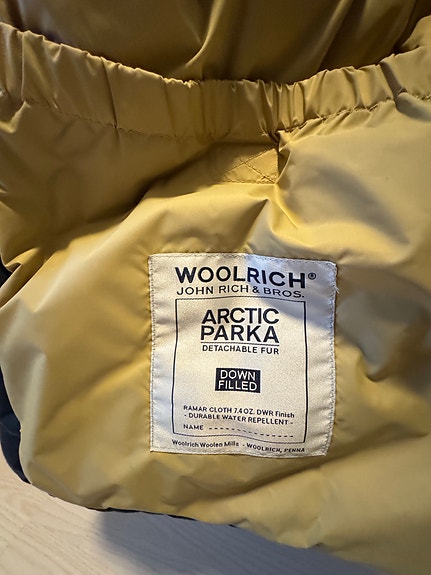 WOOLRICH®
JOHN RICH & BROS.
ARCTIC
PARKA
DETACHABLE FUR
DOWN
FILLED
RAMAR CLOTH 7.4 OZ. DWR Finish
- DURABLE WATER REPELLENT -
NAME
Woolrich Woolen Mills - WOOLRICH, PENNA